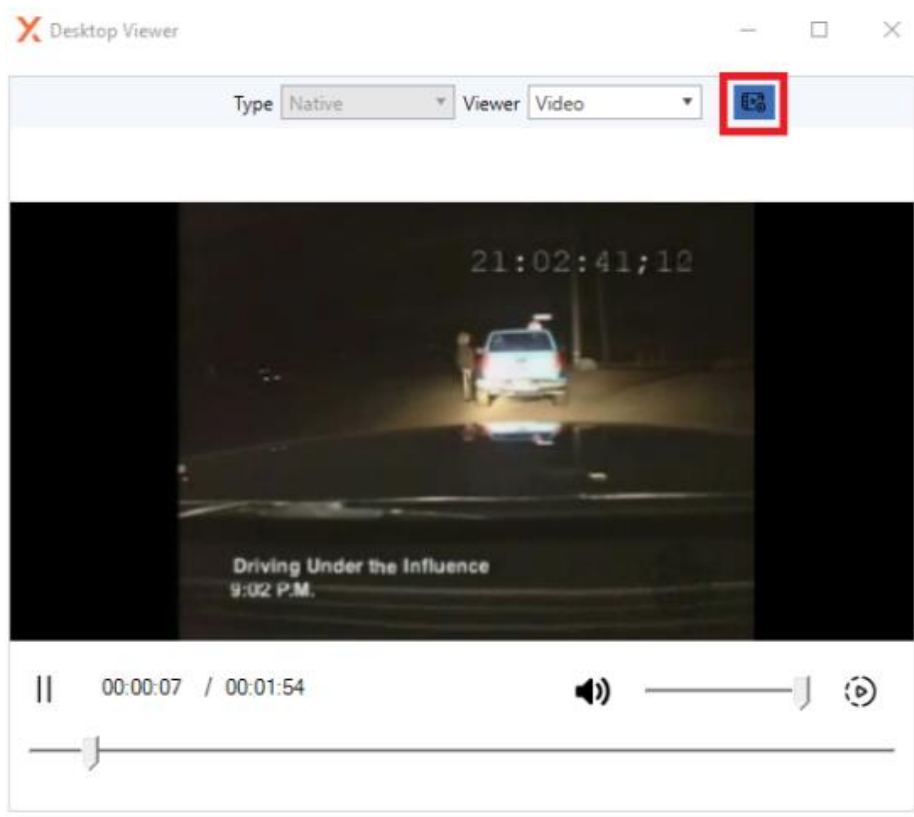 Desktop Viewer
Type Native Viewer Video
21:02:41;12
Driving Under the Influence
9:02 P.M.
00:00:07 / 00:01:54